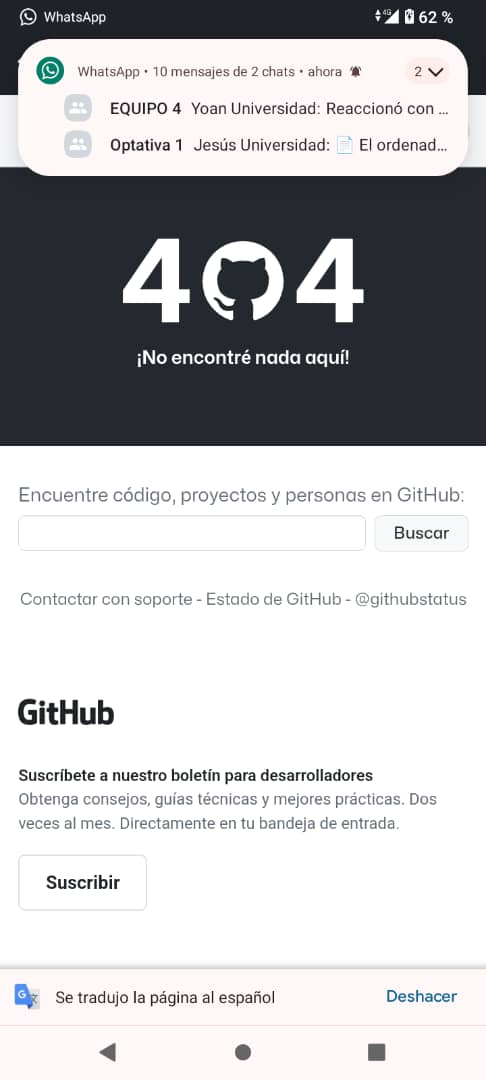 WhatsApp
4G
62 %
WhatsApp • 10 mensajes de 2 chats • ahora
2
EQUIPO 4 Yoan Universidad: Reaccionó con ...
Optativa 1 Jesús Universidad: 📄 El ordenad...
404
¡No encontré nada aquí!
Encuentre código, proyectos y personas en GitHub:
Buscar
Contactar con soporte - Estado de GitHub - @githubstatus
GitHub
Suscríbete a nuestro boletín para desarrolladores
Obtenga consejos, guías técnicas y mejores prácticas. Dos
veces al mes. Directamente en tu bandeja de entrada.
Suscribir
Se tradujo la página al español
Deshacer